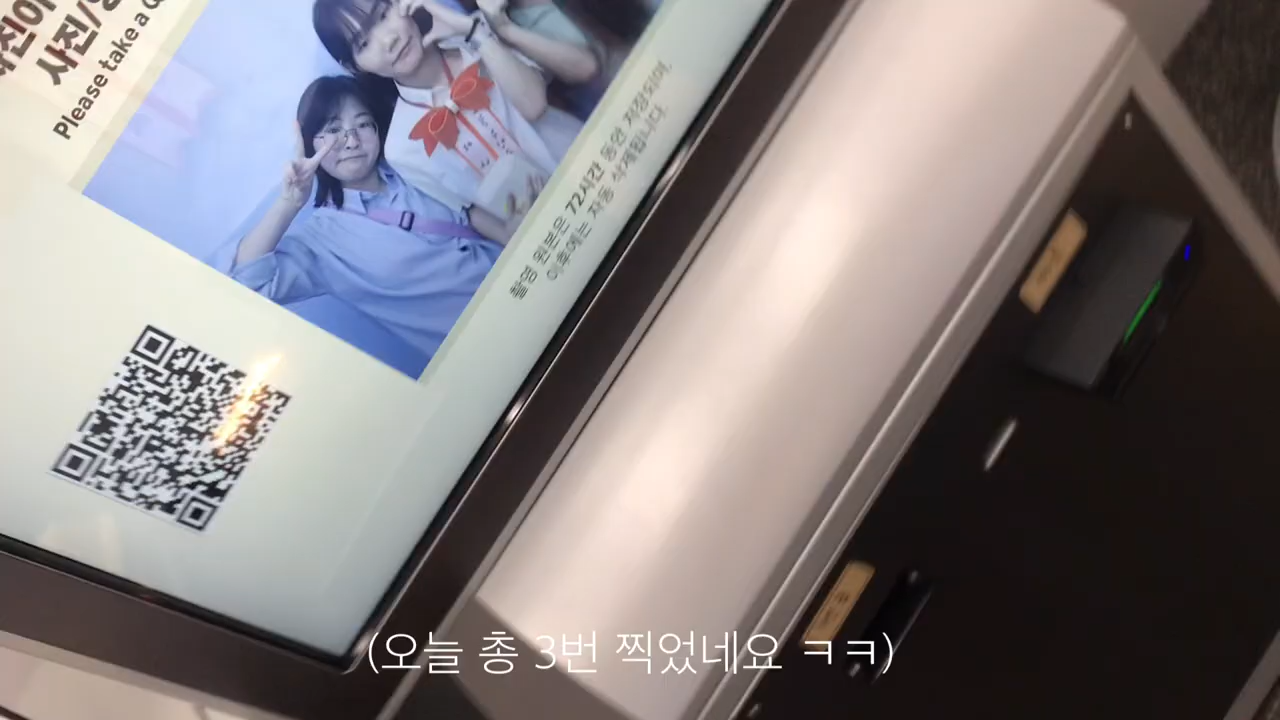 사진/영
Please take a
촬영 원본은 72시간 동안 저장되며,
이후에는 자동 삭제됩니다.
(오늘 총 3번 찍었네요 ㅋㅋ)